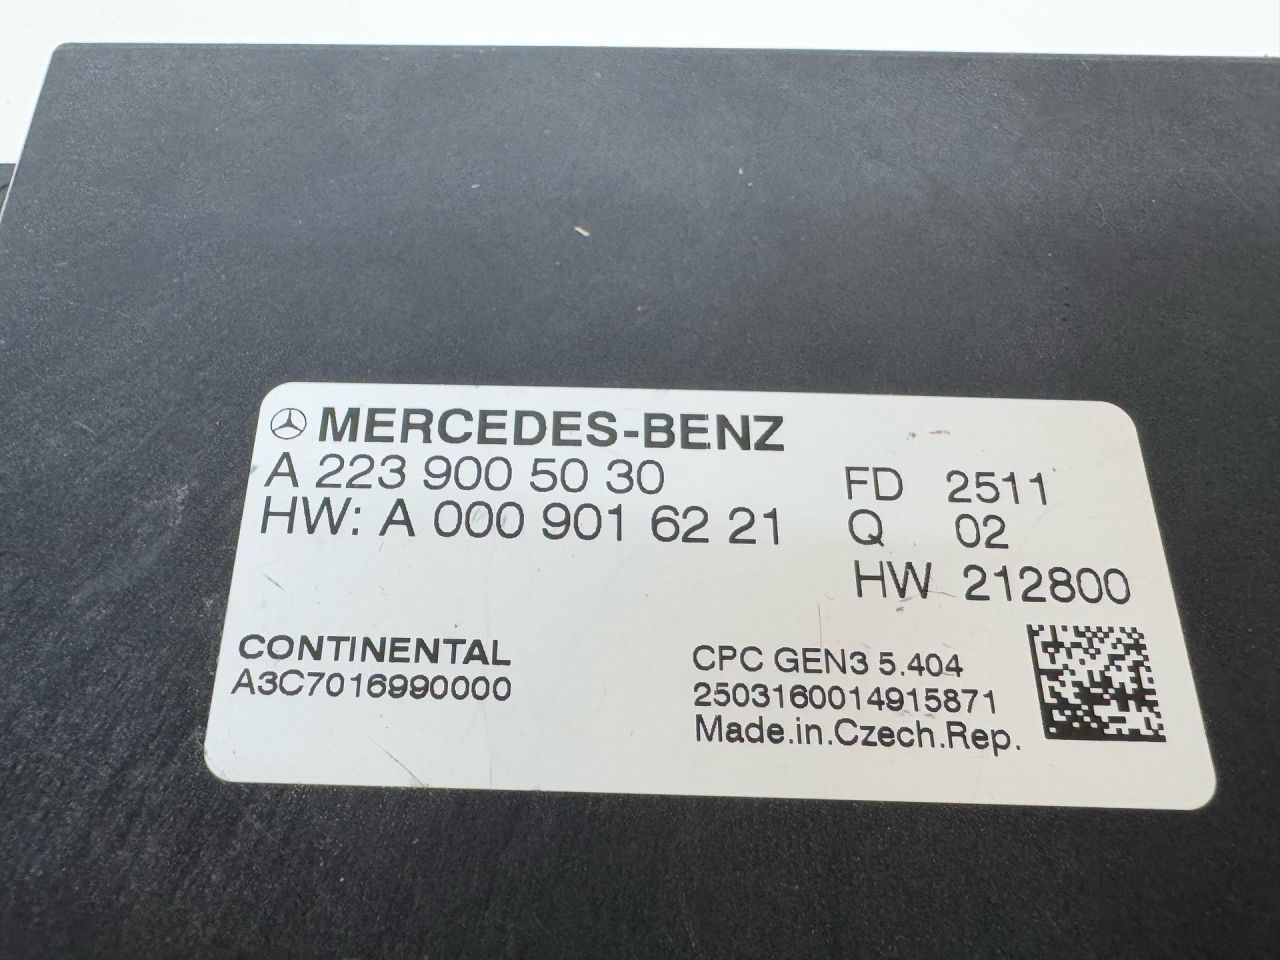 MERCEDES-BENZ
A 223 900 50 30
HW: A 000 901 62 21
FD 2511
Q 02
HW 212800
CONTINENTAL
A3C7016990000
CPC GEN3 5.404
2503160014915871
Made.in.Czech.Rep.